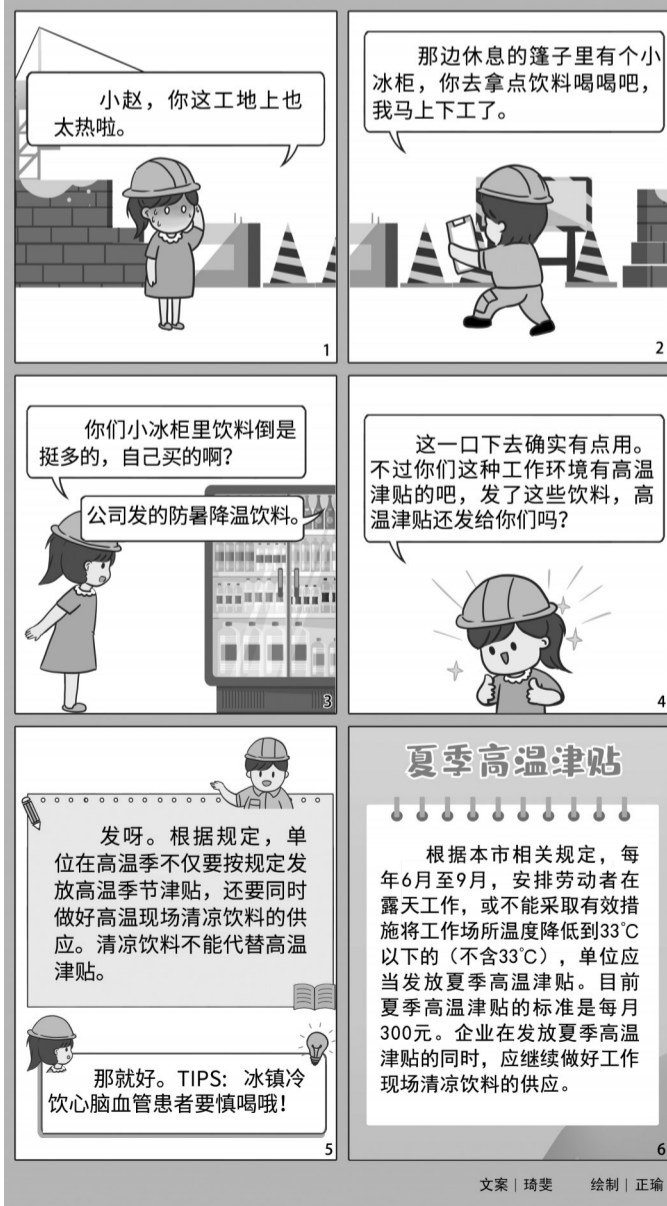 小赵，你这工地上也
太热啦。
1
那边休息的篷子里有个小
冰柜，你去拿点饮料喝喝吧，
我马上下工了。
2
你们小冰柜里饮料倒是
挺多的，自己买的啊？
公司发的防暑降温饮料。
3
这一口下去确实有点用。
不过你们这种工作环境有高温
津贴的吧，发了这些饮料，高
温津贴还发给你们吗？
4
发呀。根据规定，单
位在高温季不仅要按规定发
放高温季节津贴，还要同时
做好高温现场清凉饮料的供
应。清凉饮料不能代替高温
津贴。
那就好。TIPS：冰镇冷
饮心脑血管患者要慎喝哦！
5
夏季高温津贴
根据本市相关规定，每
年6月至9月，安排劳动者在
露天工作，或不能采取有效措
施将工作场所温度降低到33℃
以下的（不含33℃），单位应
当发放夏季高温津贴。目前
夏季高温津贴的标准是每月
300元。企业在发放夏季高温
津贴的同时，应继续做好工作
现场清凉饮料的供应。
6
文案｜琦斐 绘制｜正瑜